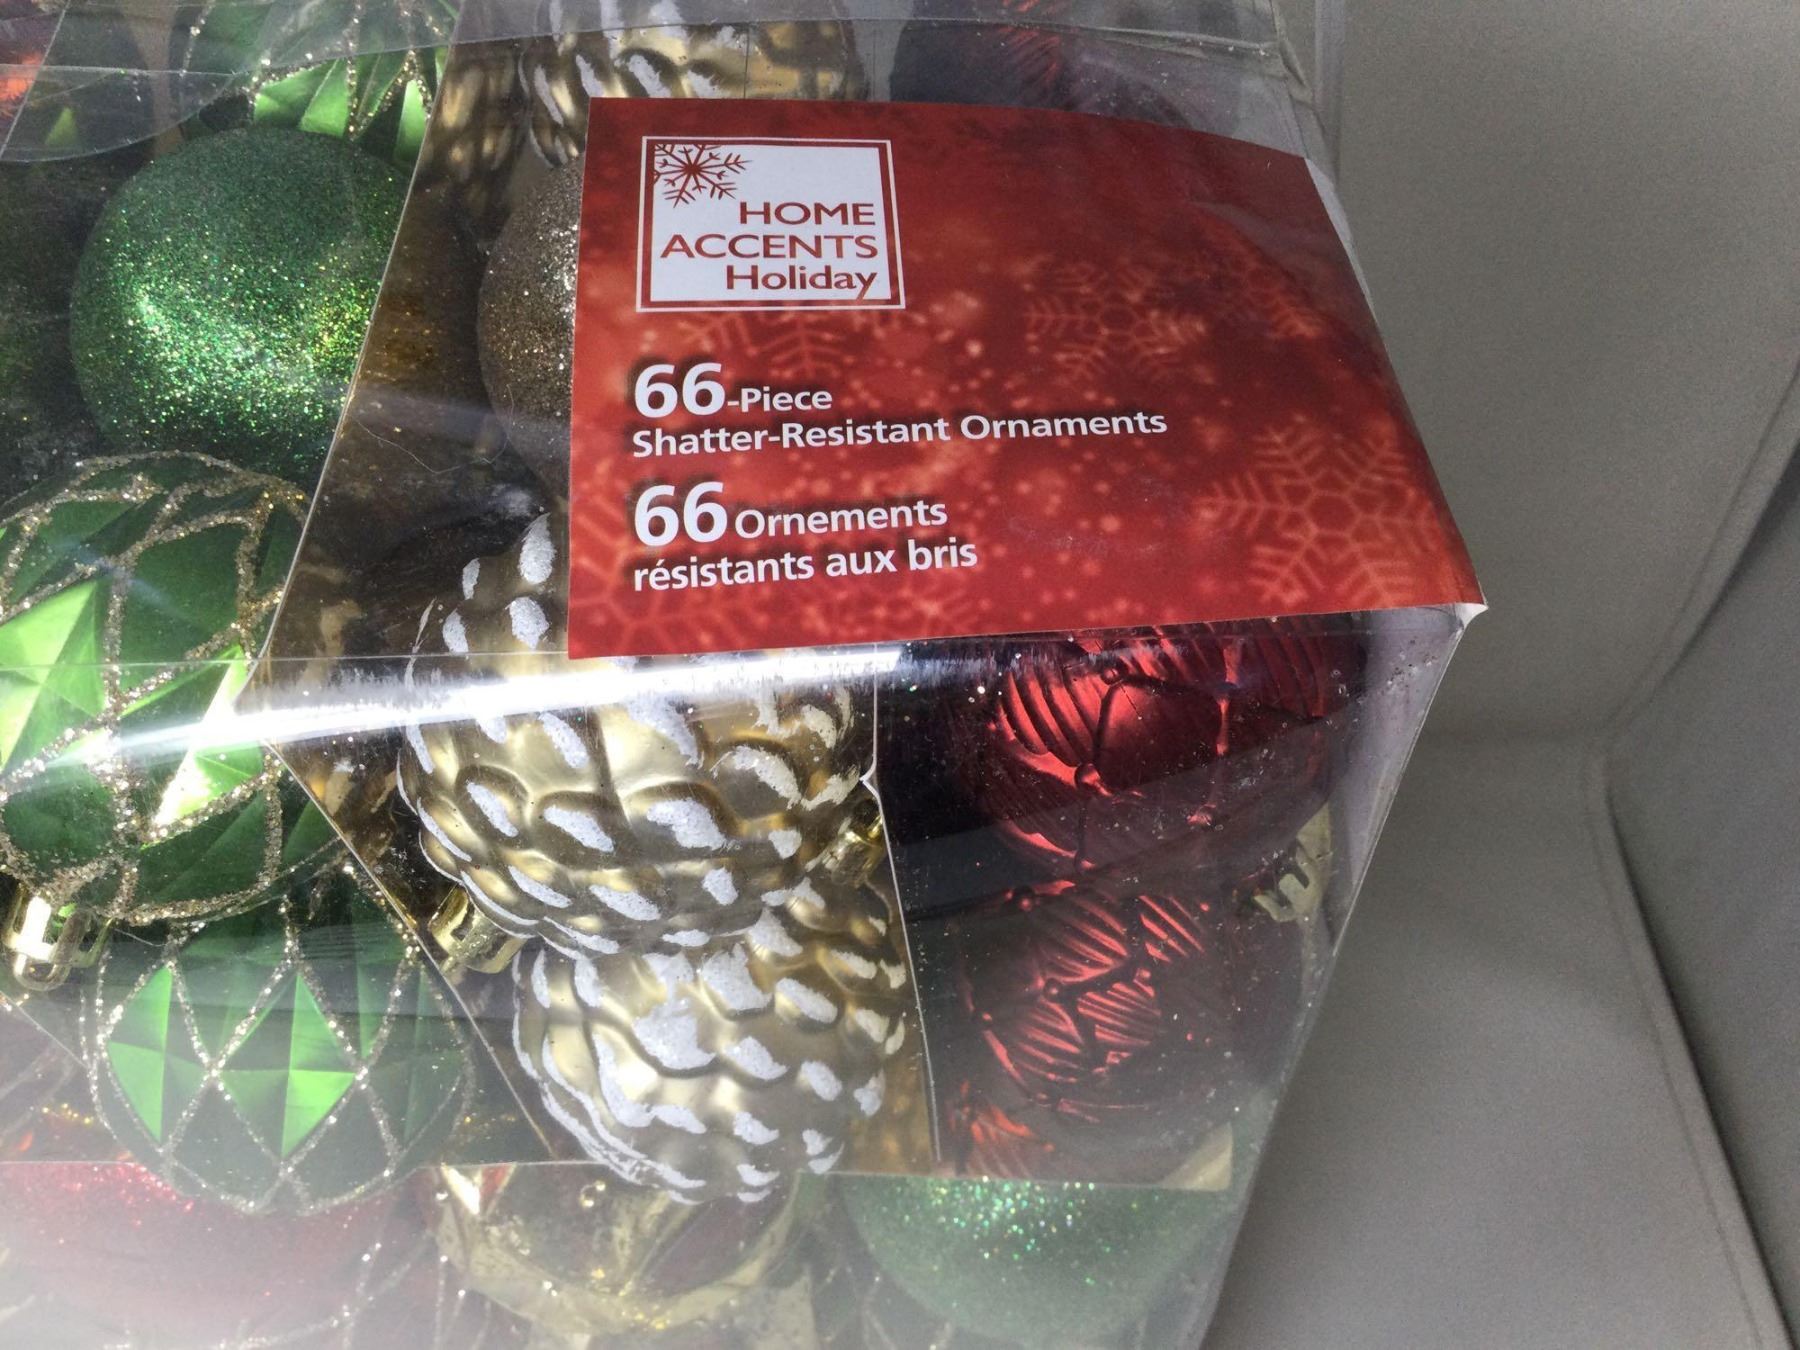 HOME
ACCENTS
Holiday
66-Piece
Shatter-Resistant Ornaments
66 Ornements
résistants aux bris